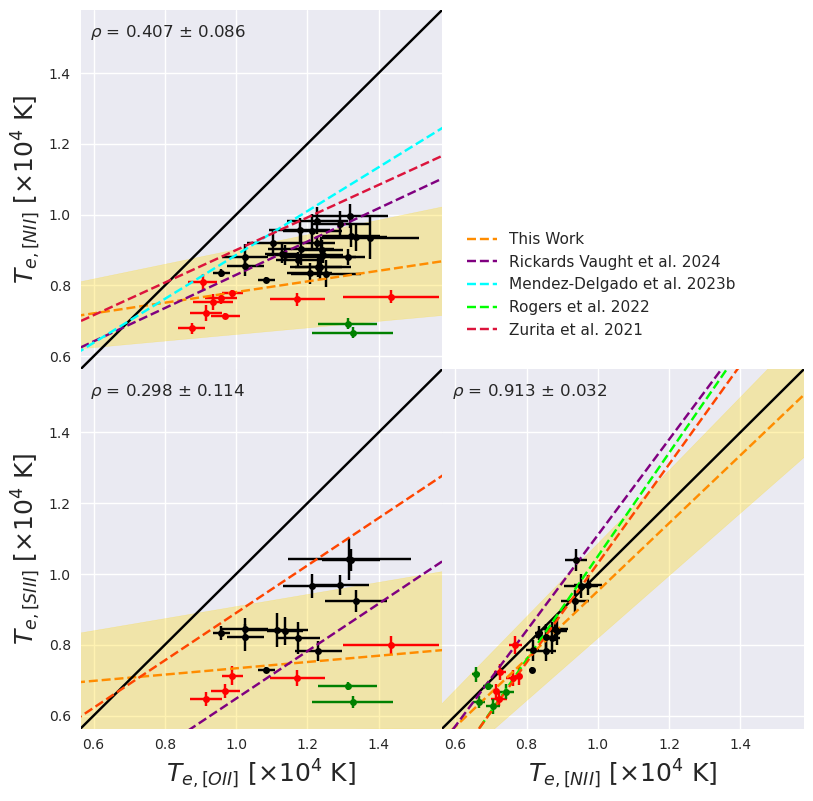 ρ = 0.407 ± 0.086
1.4
1.2
1.0
0.8
0.6
T_{e,[NII]} [×10^4 K]
This Work
Rickards Vaught et al. 2024
Mendez-Delgado et al. 2023b
Rogers et al. 2022
Zurita et al. 2021
ρ = 0.298 ± 0.114
ρ = 0.913 ± 0.032
1.4
1.2
1.0
0.8
0.6
T_{e,[SIII]} [×10^4 K]
0.6 0.8 1.0 1.2 1.4
0.6 0.8 1.0 1.2 1.4
T_{e,[OII]} [×10^4 K]
T_{e,[NII]} [×10^4 K]